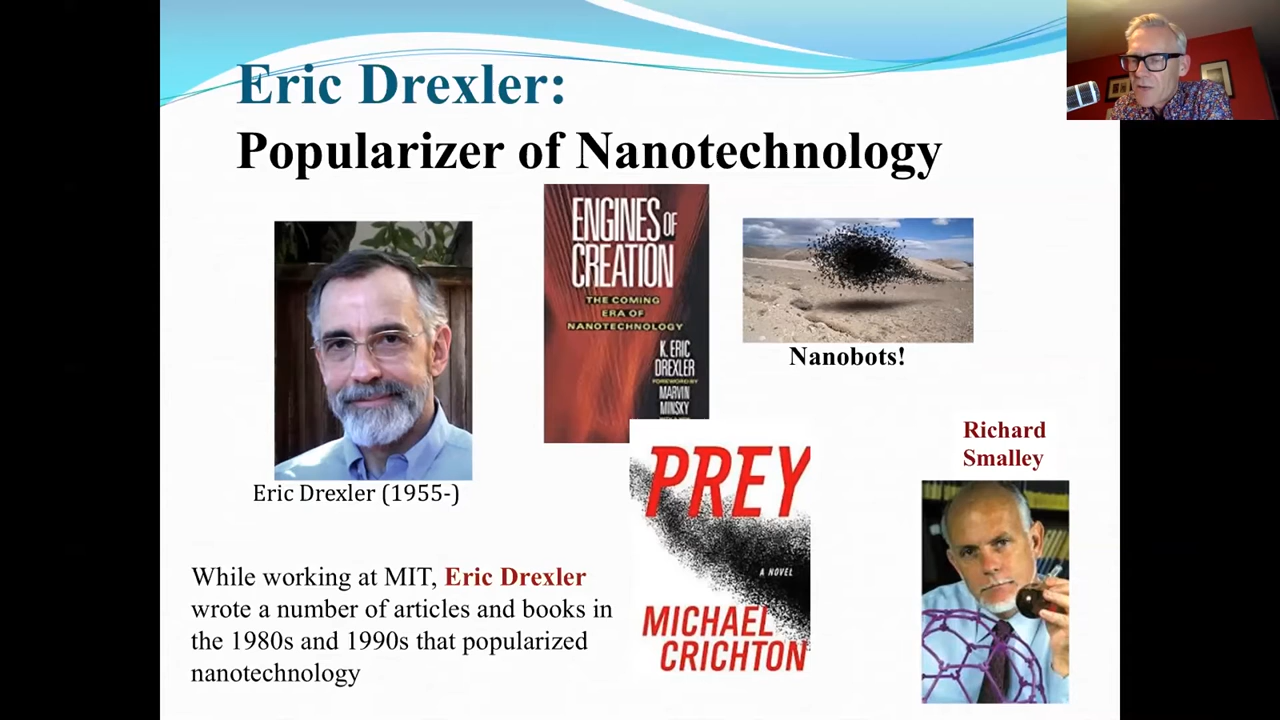 Eric Drexler:
Popularizer of Nanotechnology
ENGINES OF
CREATION
THE COMING
ERA OF
NANOTECHNOLOGY
K. ERIC
DREXLER
FOREWORD BY
MARVIN
MINSKY
Nanobots!
Eric Drexler (1955-)
PREY
A NOVEL
MICHAEL
CRICHTON
Richard
Smalley
While working at MIT, Eric Drexler
wrote a number of articles and books in
the 1980s and 1990s that popularized
nanotechnology